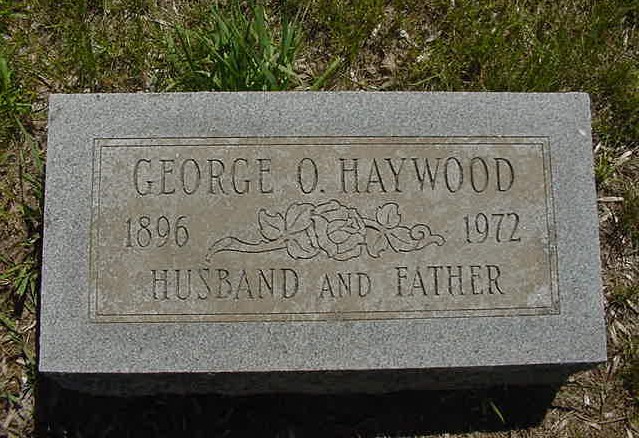 GEORGE O. HAYWOOD
1896 1972
HUSBAND AND FATHER